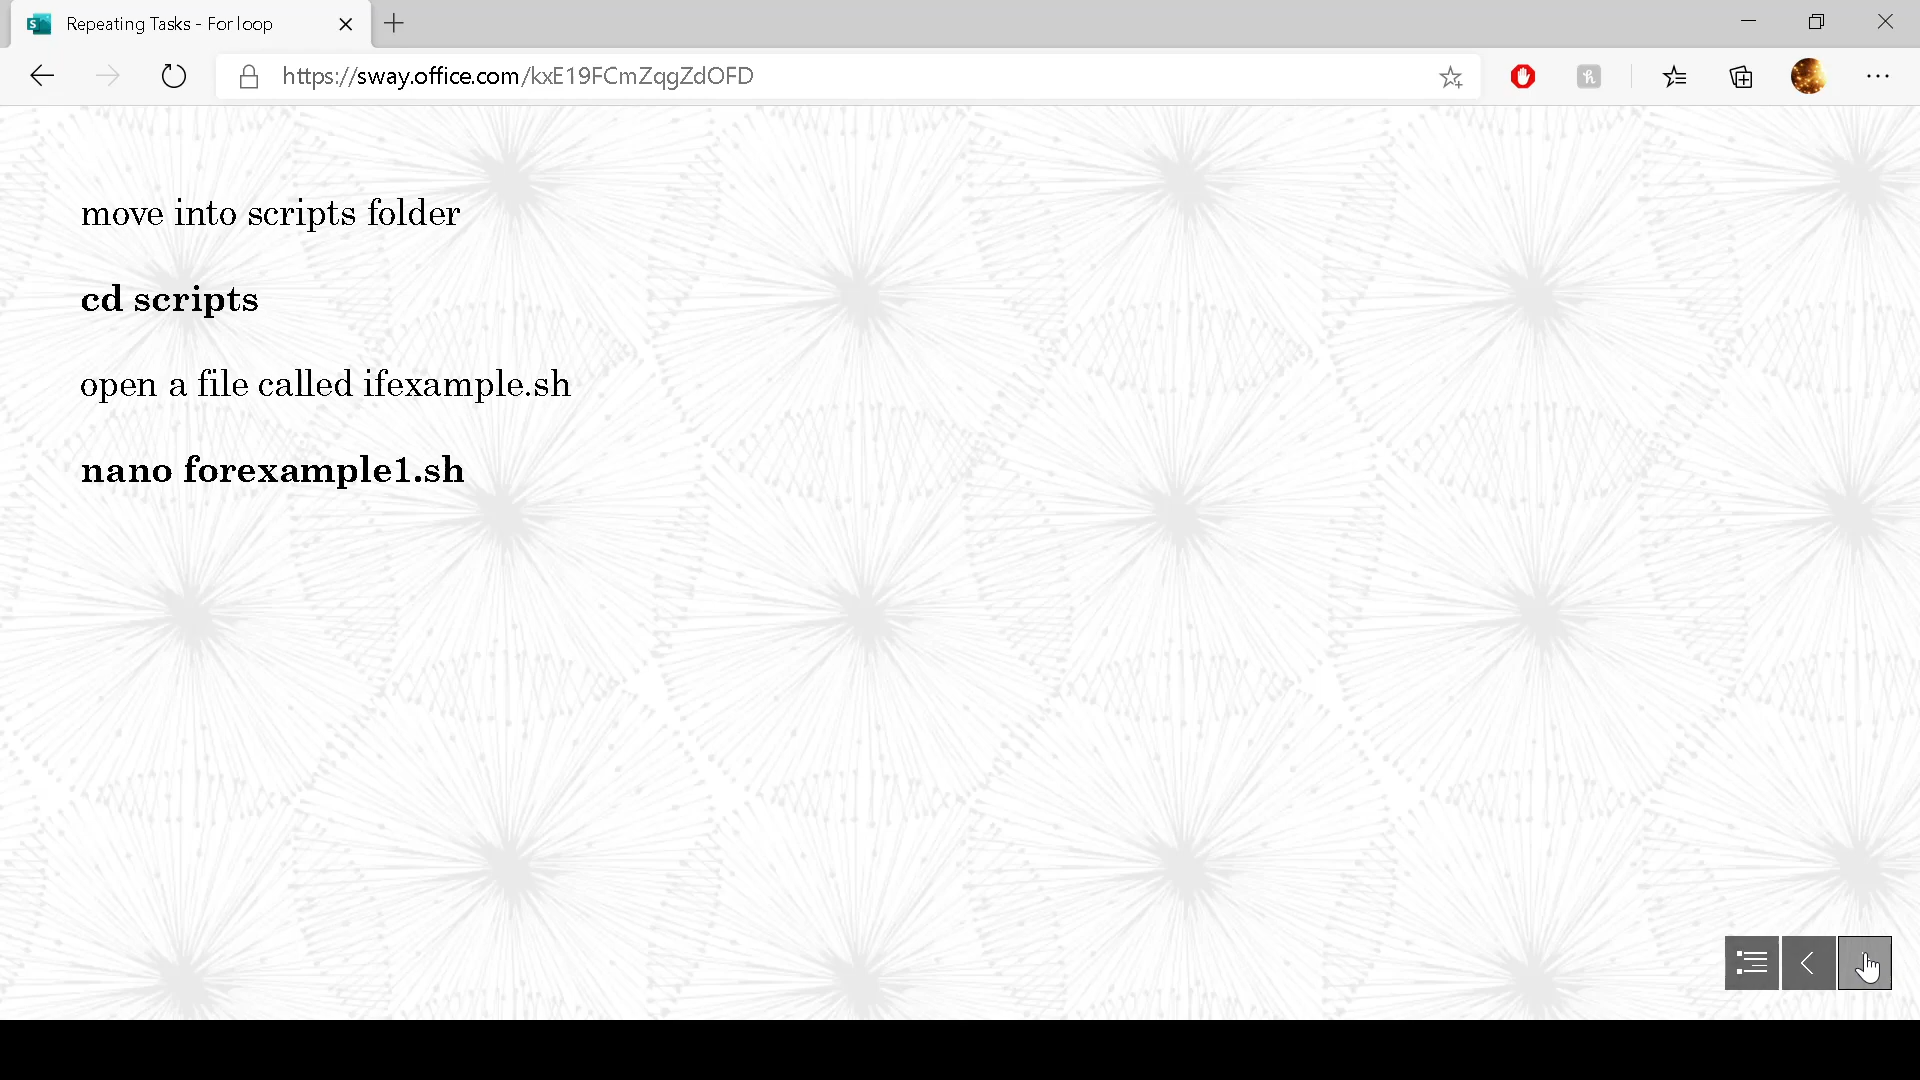 Repeating Tasks - For loop
https://sway.office.com/kxE19FCmZqgZdOFD
move into scripts folder
cd scripts
open a file called ifexample.sh
nano forexample1.sh